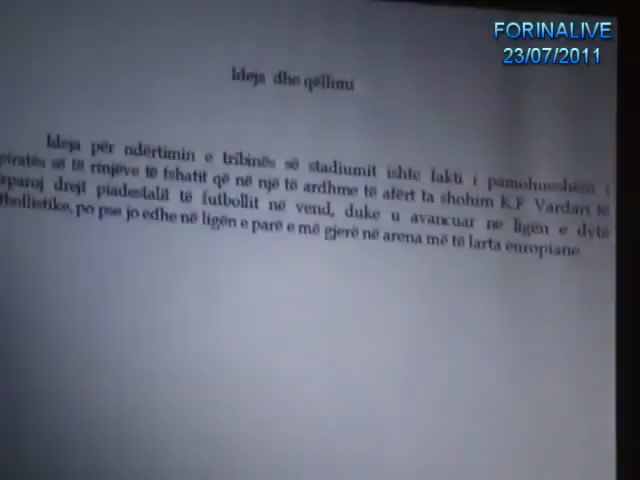 FORINALIVE
23/07/2011
Ideja dhe qëllimi
Ideja për ndërtimin e tribinës së stadiumit ishte fakti i pamohueshëm i
piratës së të rinjëve të fshatit që në një të ardhme të afërt ta shohim K.F Vardari të
rparoj drejt piadestalit të futbollit në vend, duke u avancuar ne ligën e dytë
tbollistike, po pse jo edhe në ligën e parë e më gjerë në arena më të larta europiane.